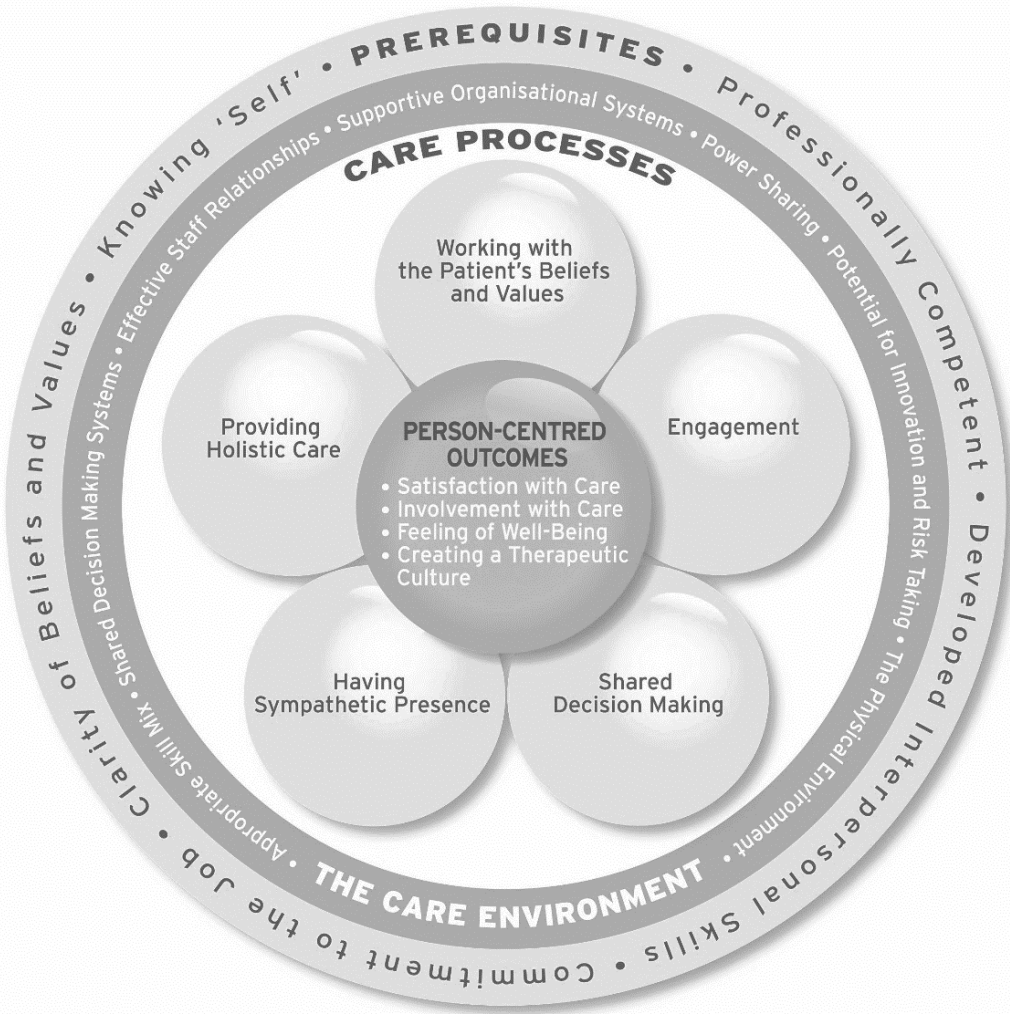 PREREQUISITES • Professionally Competent • Developed Interpersonal Skills • Commitment to the Job • Clarity of Beliefs and Values • Knowing 'Self' •
THE CARE ENVIRONMENT • Appropriate Skill Mix • Shared Decision Making Systems • Effective Staff Relationships • Supportive Organisational Systems • Power Sharing • Potential for Innovation and Risk Taking • The Physical Environment •
CARE PROCESSES
Working with
the Patient's Beliefs
and Values
Engagement
Shared
Decision Making
Having
Sympathetic Presence
Providing
Holistic Care
PERSON-CENTRED
OUTCOMES
• Satisfaction with Care
• Involvement with Care
• Feeling of Well-Being
• Creating a Therapeutic
Culture